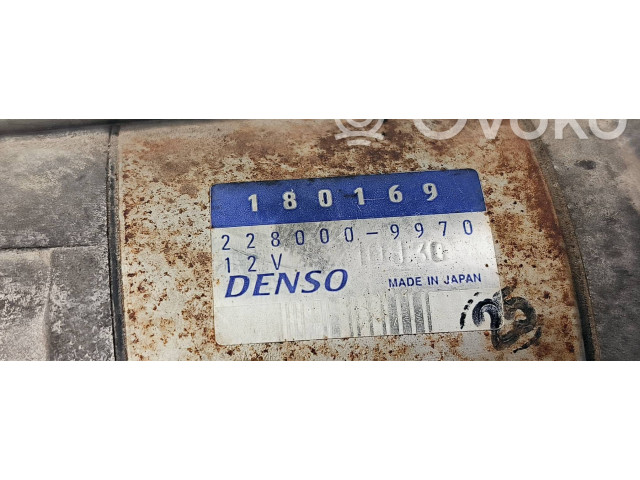 OVOKO
180169
228000-9970
12V
DENSO MADE IN JAPAN